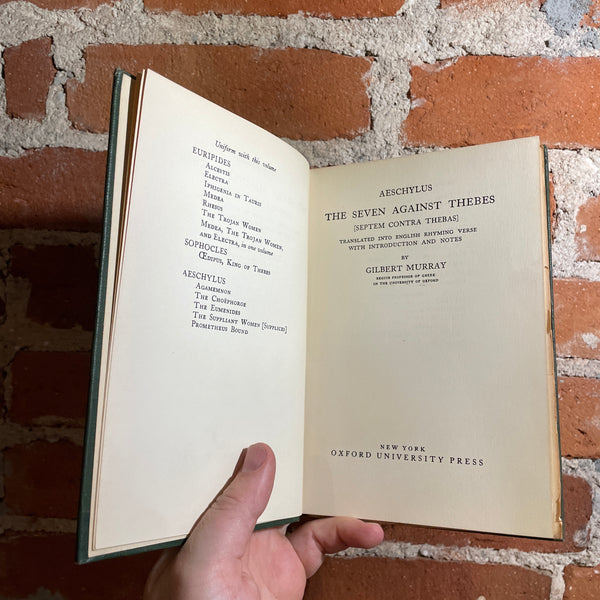 Uniform with this volume
EURIPIDES
ALCESTIS
ELECTRA
IPHIGENIA IN TAURIS
MEDEA
RHESUS
THE TROJAN WOMEN
MEDEA, THE TROJAN WOMEN,
AND ELECTRA, in one volume
SOPHOCLES
ŒDIPUS, KING OF THEBES
AESCHYLUS
AGAMEMNON
THE CHOËPHOROE
THE EUMENIDES
THE SUPPLIANT WOMEN [SUPPLICES]
PROMETHEUS BOUND
AESCHYLUS
THE SEVEN AGAINST THEBES
[SEPTEM CONTRA THEBAS]
TRANSLATED INTO ENGLISH RHYMING VERSE
WITH INTRODUCTION AND NOTES
BY
GILBERT MURRAY
REGIUS PROFESSOR OF GREEK
IN THE UNIVERSITY OF OXFORD
NEW YORK
OXFORD UNIVERSITY PRESS